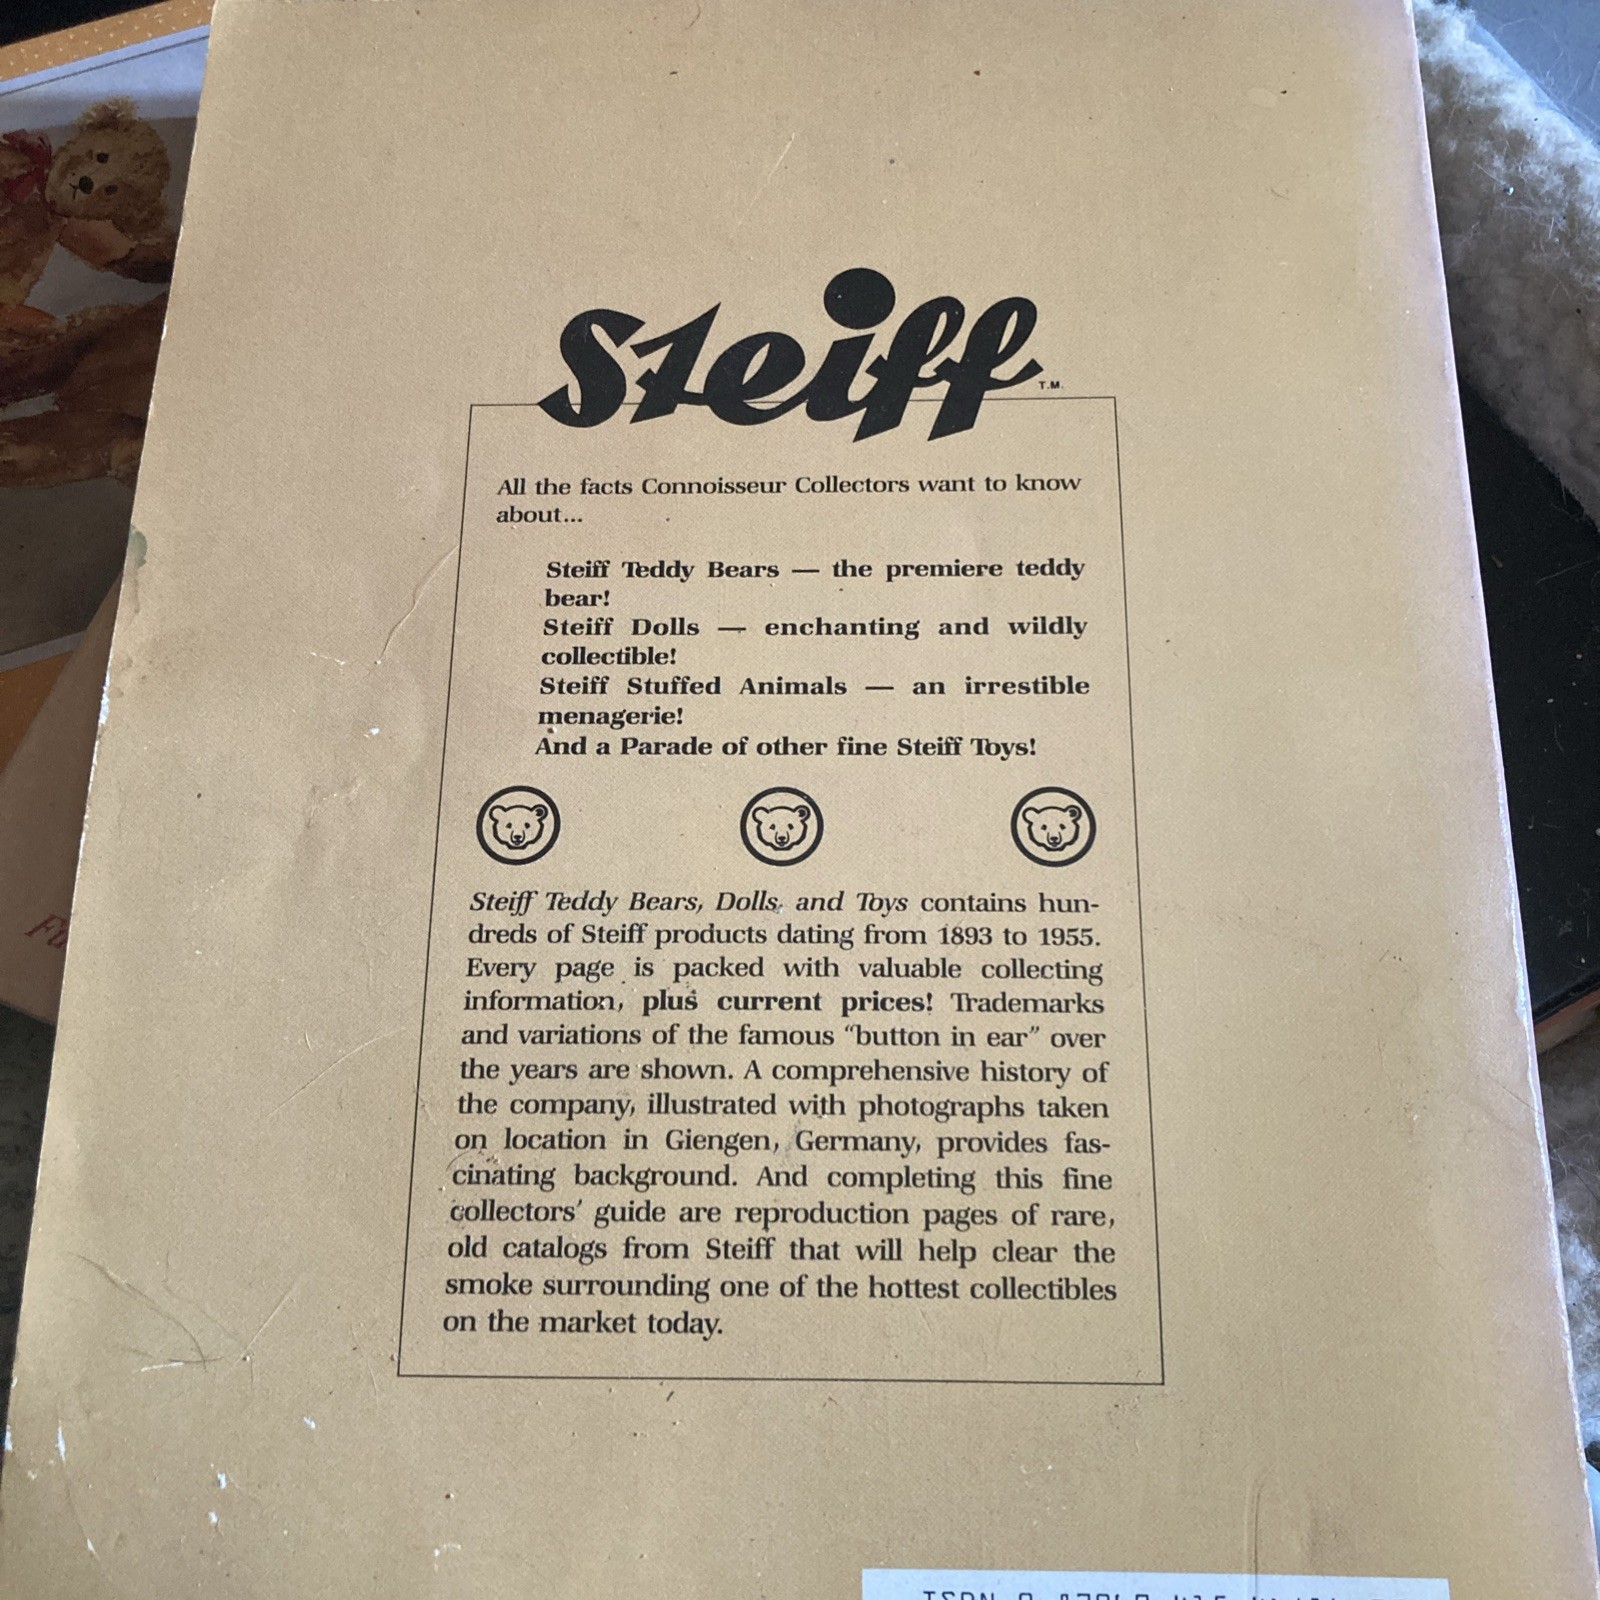 Steiff T.M.
All the facts Connoisseur Collectors want to know
about...
Steiff Teddy Bears — the premiere teddy
bear!
Steiff Dolls — enchanting and wildly
collectible!
Steiff Stuffed Animals — an irrestible
menagerie!
And a Parade of other fine Steiff Toys!
Steiff Teddy Bears, Dolls, and Toys contains hun-
dreds of Steiff products dating from 1893 to 1955.
Every page is packed with valuable collecting
information, plus current prices! Trademarks
and variations of the famous “button in ear” over
the years are shown. A comprehensive history of
the company, illustrated with photographs taken
on location in Giengen, Germany, provides fas-
cinating background. And completing this fine
collectors’ guide are reproduction pages of rare,
old catalogs from Steiff that will help clear the
smoke surrounding one of the hottest collectibles
on the market today.
ISBN